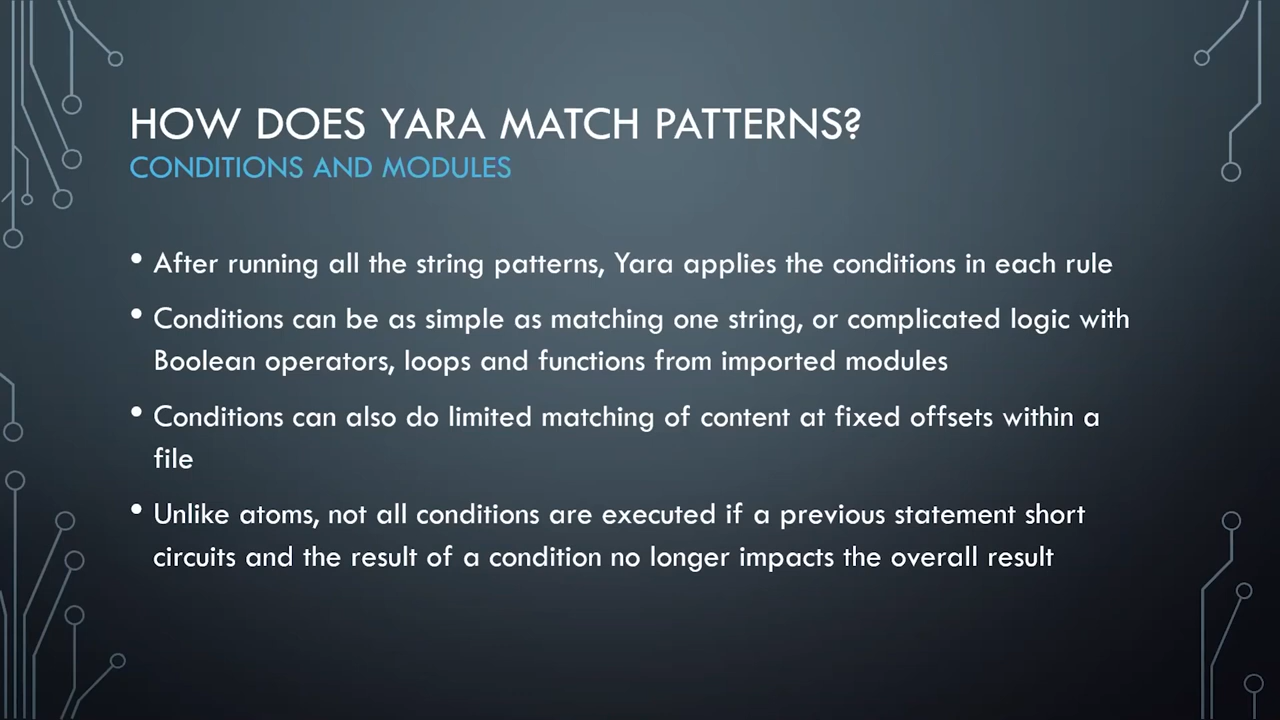 HOW DOES YARA MATCH PATTERNS?
CONDITIONS AND MODULES
• After running all the string patterns, Yara applies the conditions in each rule
• Conditions can be as simple as matching one string, or complicated logic with
Boolean operators, loops and functions from imported modules
• Conditions can also do limited matching of content at fixed offsets within a
file
• Unlike atoms, not all conditions are executed if a previous statement short
circuits and the result of a condition no longer impacts the overall result